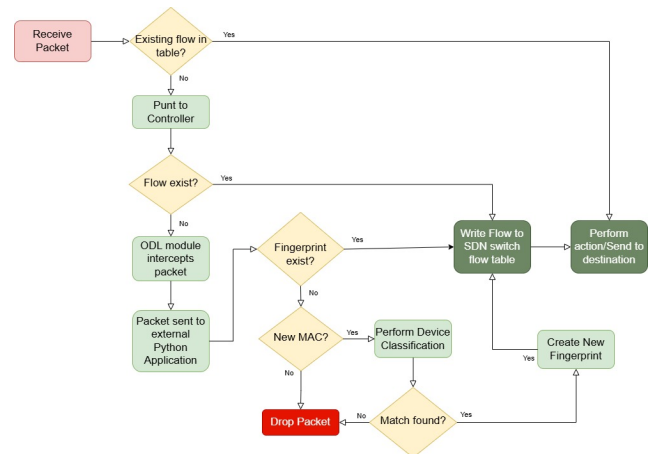 Receive
Packet
Existing flow in
table?
Yes
No
Punt to
Controller
Flow exist?
Yes
No
ODL module
intercepts
packet
Packet sent to
external
Python
Application
Fingerprint
exist?
Yes
No
Write Flow to
SDN switch
flow table
Perform
action/Send to
destination
New MAC?
Yes
No
Perform Device
Classification
Create New
Fingerprint
Yes
Drop Packet
No
Match found?
Yes